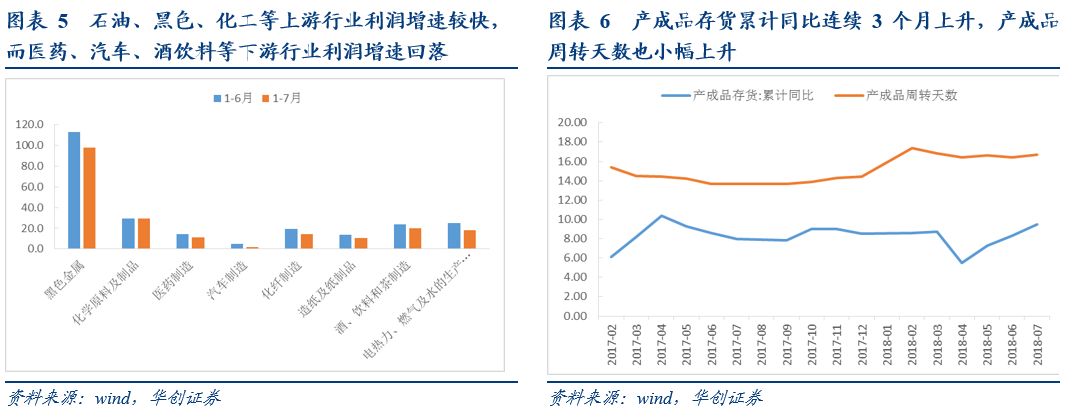 图表 5 石油、黑色、化工等上游行业利润增速较快，
而医药、汽车、酒饮料等下游行业利润增速回落
1-6月 1-7月
120.0
100.0
80.0
60.0
40.0
20.0
0.0
黑色金属
化学原料及制品
医药制造
汽车制造
化纤制造
造纸及纸制品
酒、饮料和茶制造
电热力、燃气及水的生产…
资料来源：wind，华创证券
图表 6 产成品存货累计同比连续 3 个月上升，产成品
周转天数也小幅上升
产成品存货:累计同比 产成品周转天数
20.00
18.00
16.00
14.00
12.00
10.00
8.00
6.00
4.00
2.00
0.00
2017-02
2017-03
2017-04
2017-05
2017-06
2017-07
2017-08
2017-09
2017-10
2017-11
2017-12
2018-01
2018-02
2018-03
2018-04
2018-05
2018-06
2018-07
资料来源：wind，华创证券